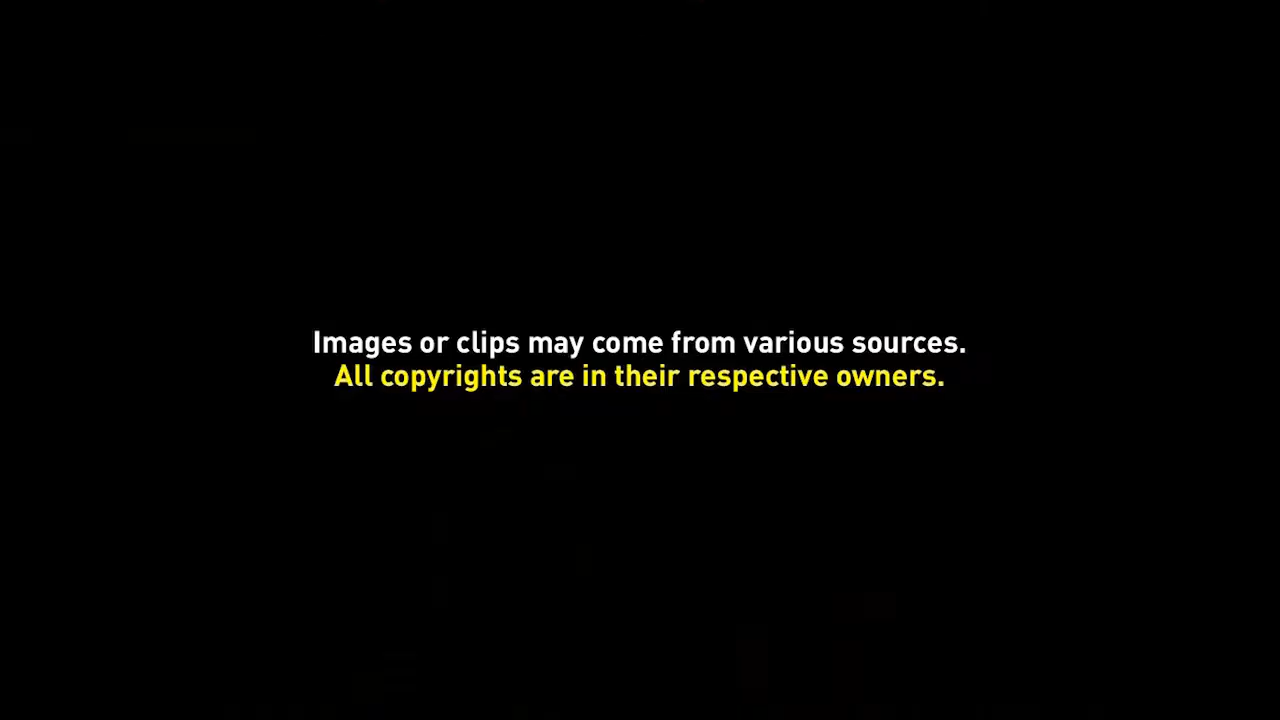 Images or clips may come from various sources.
All copyrights are in their respective owners.